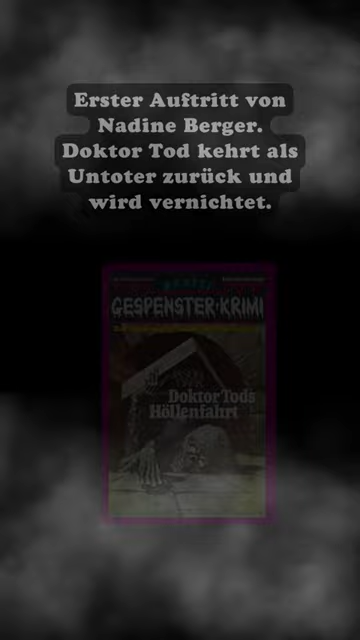 Erster Auftritt von
Nadine Berger.
Doktor Tod kehrt als
Untoter zurück und
wird vernichtet.
GESPENSTER-KRIMI
Doktor Tods
Höllenfahrt